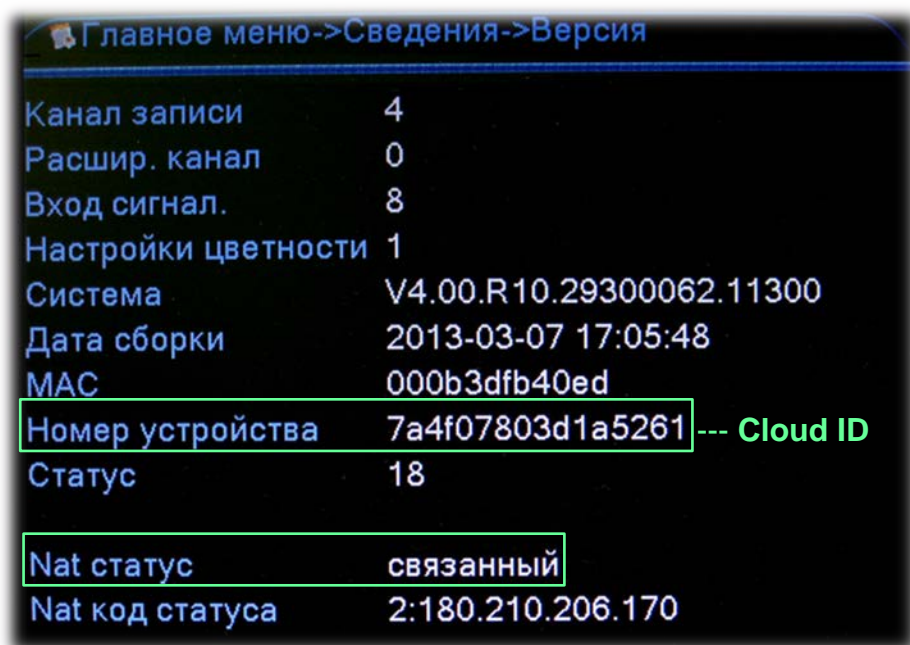 Главное меню->Сведения->Версия
Канал записи 4
Расшир. канал 0
Вход сигнал. 8
Настройки цветности 1
Система V4.00.R10.29300062.11300
Дата сборки 2013-03-07 17:05:48
MAC 000b3dfb40ed
Номер устройства 7a4f07803d1a5261 --- Cloud ID
Статус 18
Nat статус связанный
Nat код статуса 2:180.210.206.170